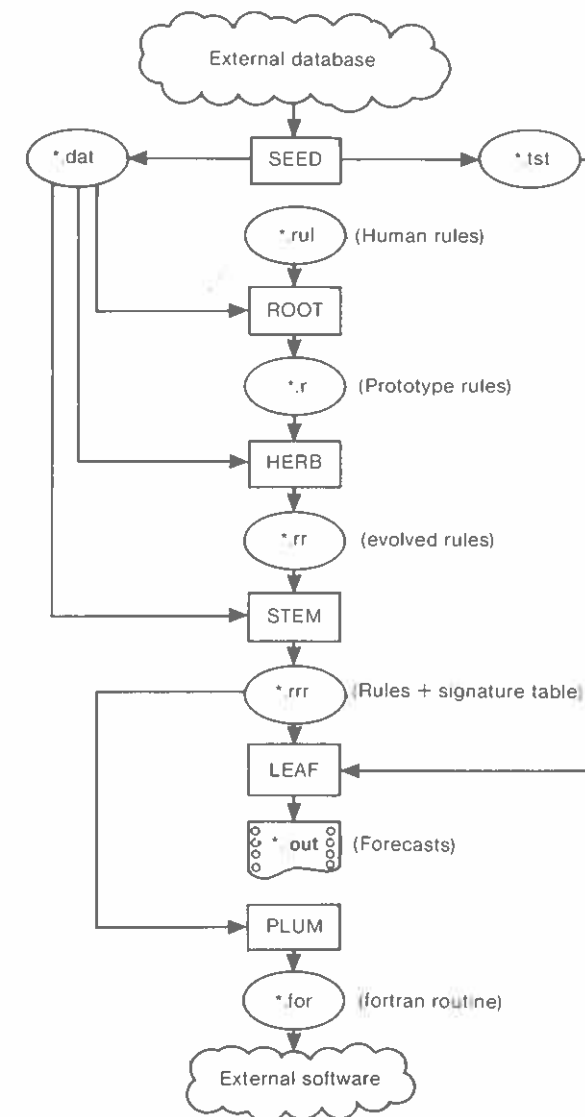 External database
*.dat
SEED
*.tst
*.rul (Human rules)
ROOT
*.r (Prototype rules)
HERB
*.rr (evolved rules)
STEM
*.rrr (Rules + signature table)
LEAF
*.out (Forecasts)
PLUM
*.for (fortran routine)
External software